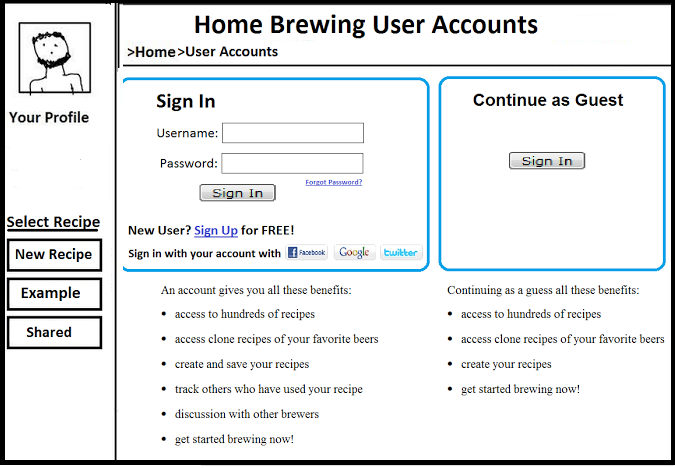 Home Brewing User Accounts
>Home>User Accounts
Your Profile
Select Recipe
New Recipe
Example
Shared
Sign In
Username:
Password:
Forgot Password?
Sign In
New User? Sign Up for FREE!
Sign in with your account with Facebook Google twitter
An account gives you all these benefits:
access to hundreds of recipes
access clone recipes of your favorite beers
create and save your recipes
track others who have used your recipe
discussion with other brewers
get started brewing now!
Continue as Guest
Sign In
Continuing as a guess all these benefits:
access to hundreds of recipes
access clone recipes of your favorite beers
create your recipes
get started brewing now!